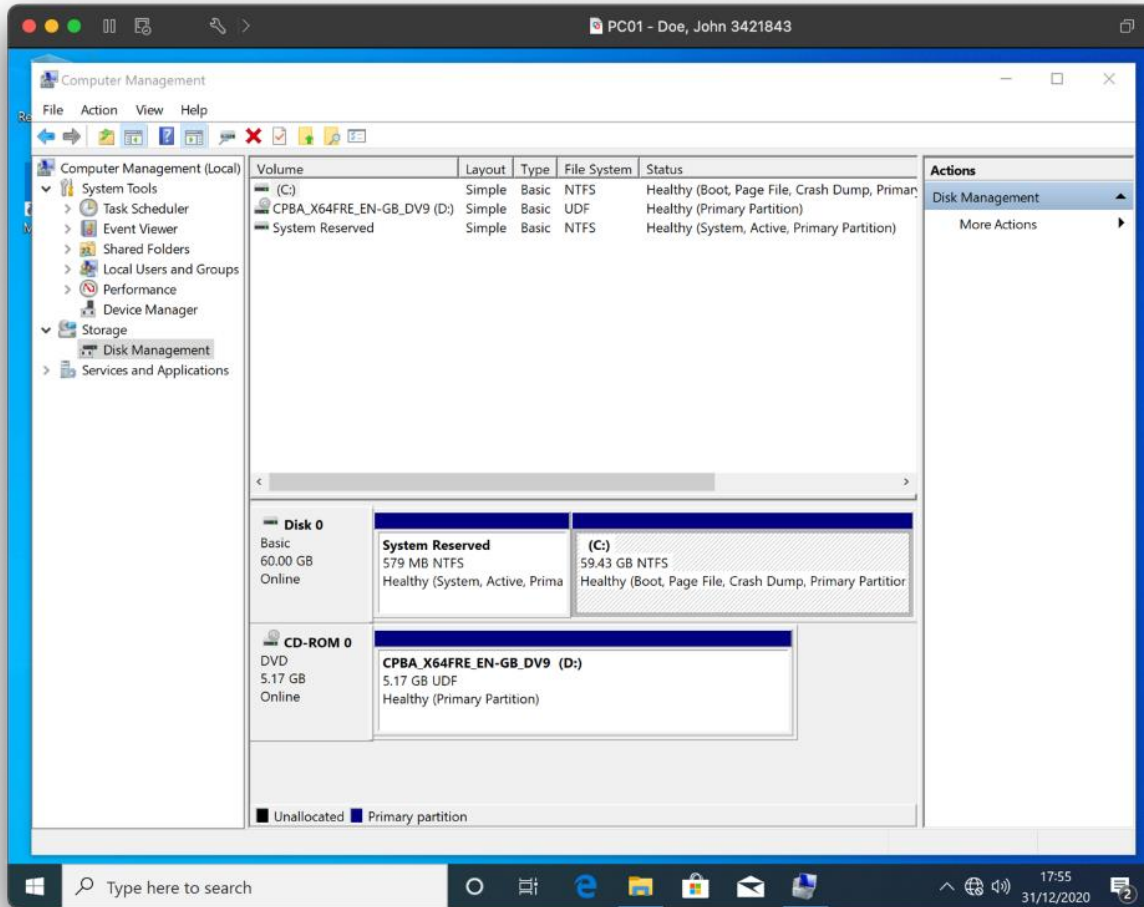 PC01 - Doe, John 3421843
Computer Management
File Action View Help
Computer Management (Local)
System Tools
Task Scheduler
Event Viewer
Shared Folders
Local Users and Groups
Performance
Device Manager
Storage
Disk Management
Services and Applications
Volume Layout Type File System Status
(C:) Simple Basic NTFS Healthy (Boot, Page File, Crash Dump, Primar
CPBA_X64FRE_EN-GB_DV9 (D:) Simple Basic UDF Healthy (Primary Partition)
System Reserved Simple Basic NTFS Healthy (System, Active, Primary Partition)
Disk 0
Basic
60.00 GB
Online
System Reserved
579 MB NTFS
Healthy (System, Active, Prima
(C:)
59.43 GB NTFS
Healthy (Boot, Page File, Crash Dump, Primary Partitior
CD-ROM 0
DVD
5.17 GB
Online
CPBA_X64FRE_EN-GB_DV9 (D:)
5.17 GB UDF
Healthy (Primary Partition)
Unallocated Primary partition
Actions
Disk Management
More Actions
Type here to search
17:55
31/12/2020
2